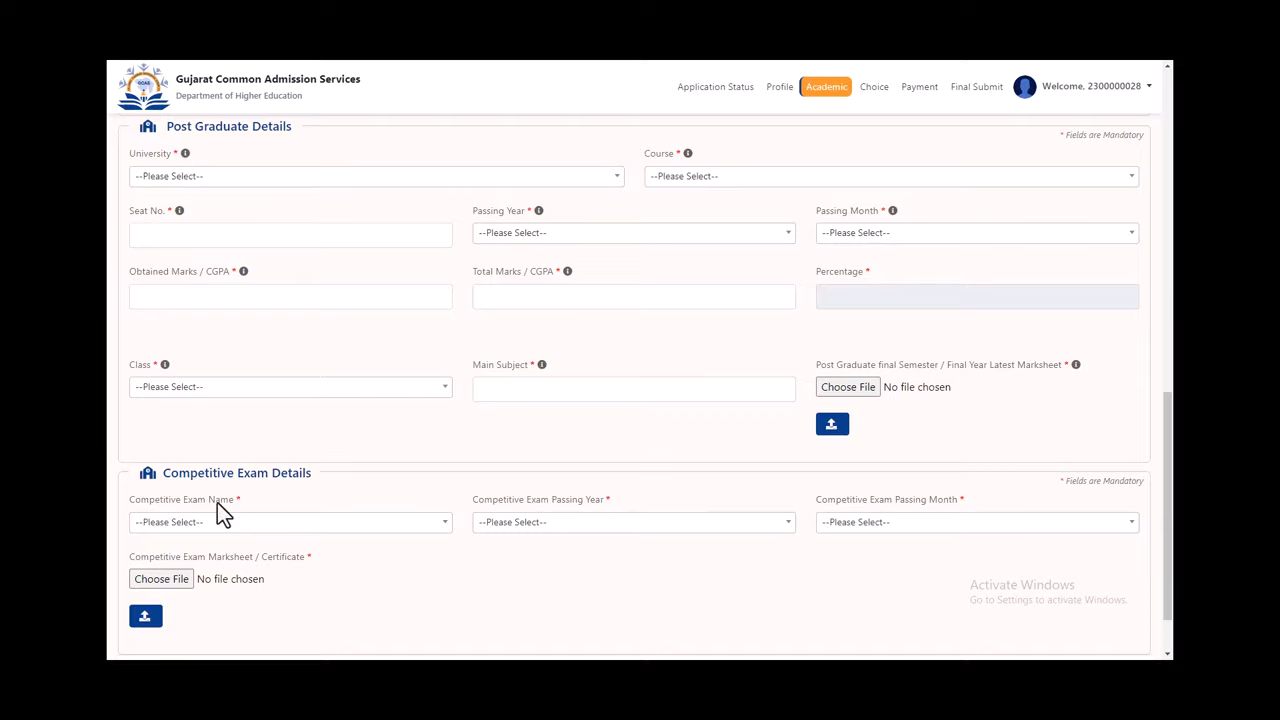 Gujarat Common Admission Services
Department of Higher Education
Application Status Profile Academic Choice Payment Final Submit Welcome, 2300000028
Post Graduate Details
* Fields are Mandatory
University * Course *
--Please Select-- --Please Select--
Seat No. * Passing Year * Passing Month *
--Please Select-- --Please Select--
Obtained Marks / CGPA * Total Marks / CGPA * Percentage *
Class * Main Subject * Post Graduate final Semester / Final Year Latest Marksheet *
--Please Select-- Choose File No file chosen
Competitive Exam Details
* Fields are Mandatory
Competitive Exam Name * Competitive Exam Passing Year * Competitive Exam Passing Month *
--Please Select-- --Please Select-- --Please Select--
Competitive Exam Marksheet / Certificate *
Choose File No file chosen
Activate Windows
Go to Settings to activate Windows.